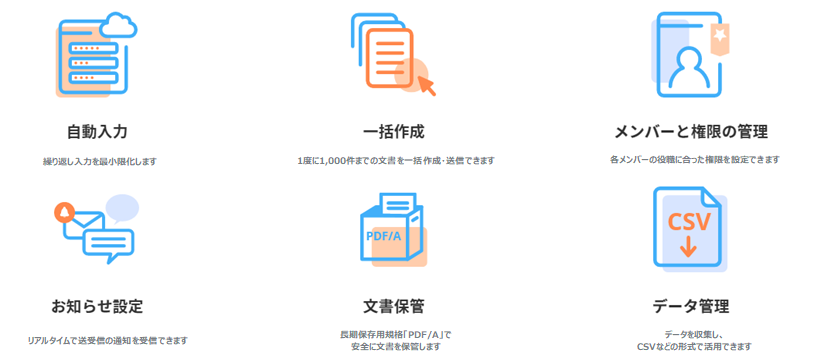 自動入力
繰り返し入力を最小限化します
一括作成
1度に1,000件までの文書を一括作成・送信できます
メンバーと権限の管理
各メンバーの役職に合った権限を設定できます
お知らせ設定
リアルタイムで送受信の通知を受信できます
PDF/A
文書保管
長期保存用規格「PDF/A」で
安全に文書を保管します
CSV
データ管理
データを収集し、
CSVなどの形式で活用できます